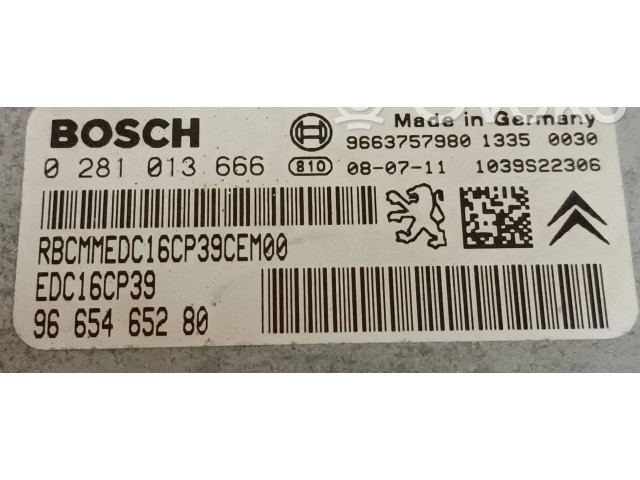 BOSCH
Made in Germany
9663757980 1335 0030
0 281 013 666
810 08-07-11 1039S22306
RBCMMEDC16CP39CEM00
EDC16CP39
96 654 652 80